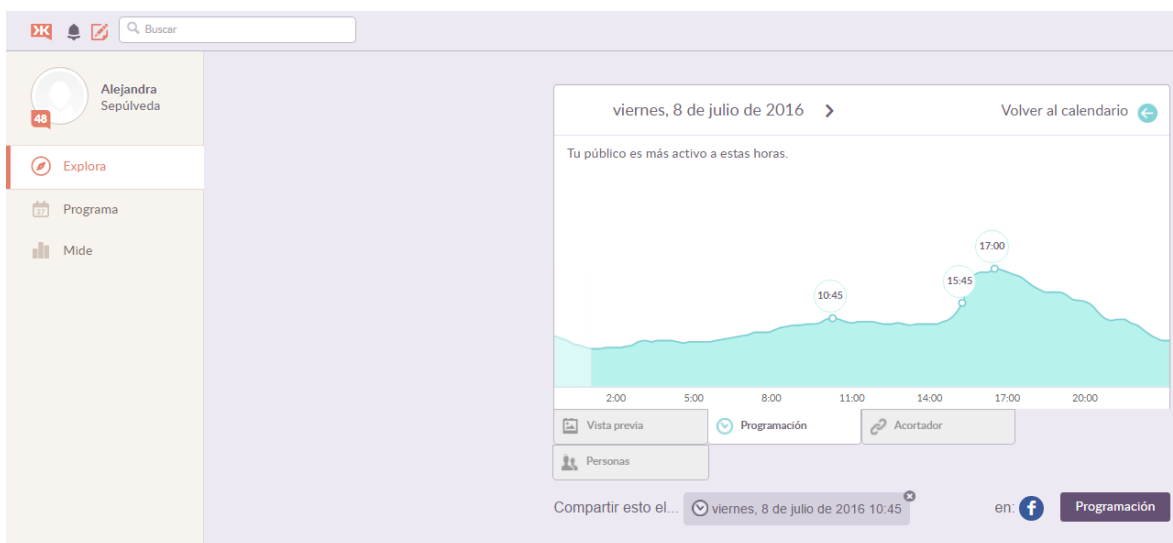 Buscar
Alejandra
Sepúlveda
48
Explora
27
Programa
Mide
viernes, 8 de julio de 2016
Volver al calendario
Tu público es más activo a estas horas.
17:00
15:45
10:45
2:00 5:00 8:00 11:00 14:00 17:00 20:00
Vista previa Programación Acortador
Personas
Compartir esto el... viernes, 8 de julio de 2016 10:45 en: f Programación